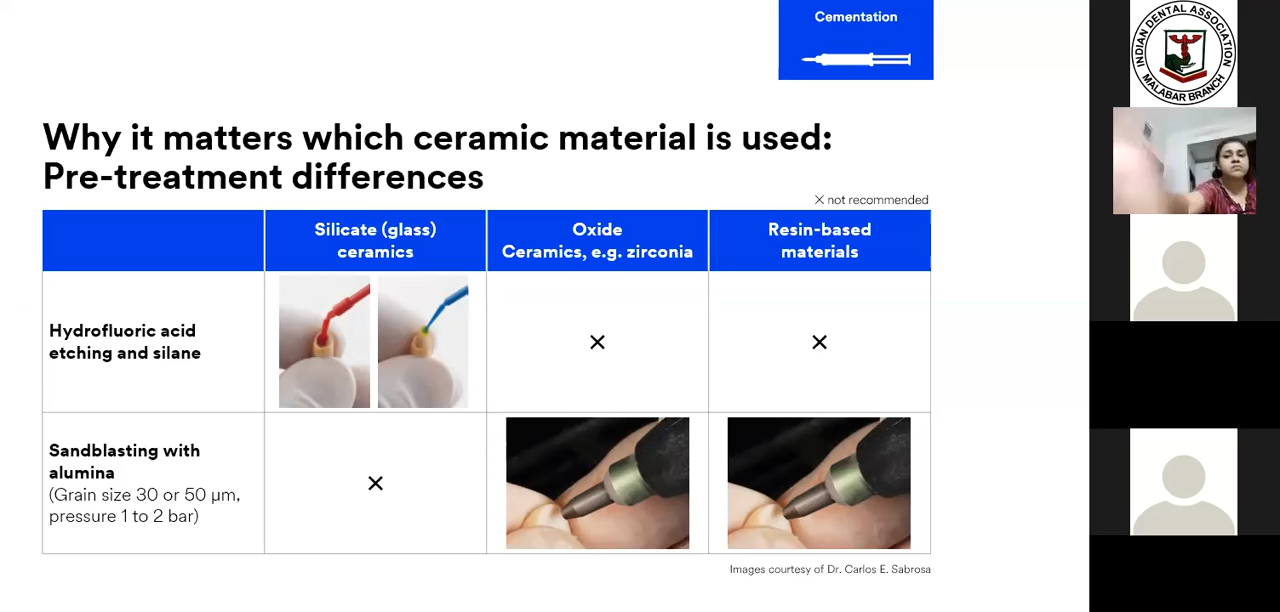 Cementation
Why it matters which ceramic material is used:
Pre-treatment differences
✕ not recommended
Silicate (glass)
ceramics
Oxide
Ceramics, e.g. zirconia
Resin-based
materials
Hydrofluoric acid
etching and silane
✕
✕
Sandblasting with
alumina
(Grain size 30 or 50 µm,
pressure 1 to 2 bar)
✕
Images courtesy of Dr. Carlos E. Sabrosa
INDIAN DENTAL ASSOCIATION
MALABAR BRANCH